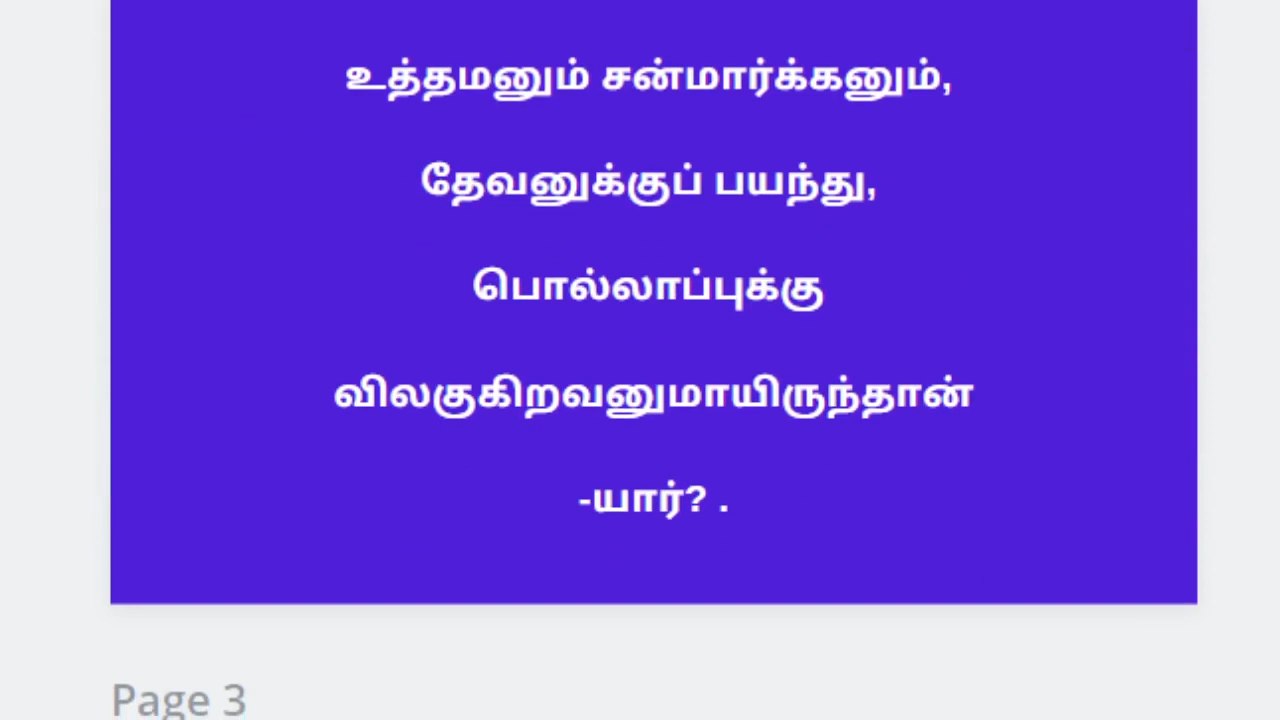 உத்தமனும் சன்மார்க்கனும்,
தேவனுக்குப் பயந்து,
பொல்லாப்புக்கு
விலகுகிறவனுமாயிருந்தான்
-யார்? .
Page 3